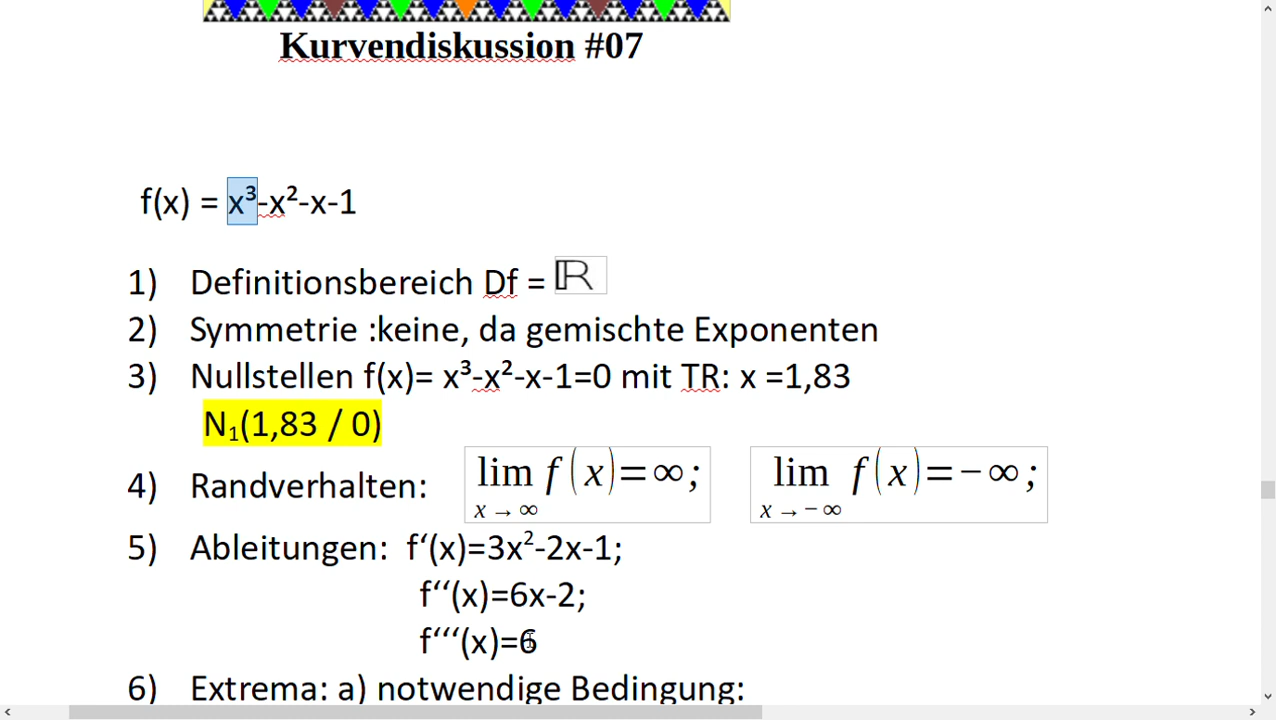 Kurvendiskussion #07
f(x) = x³-x²-x-1
1) Definitionsbereich Df = ℝ
2) Symmetrie :keine, da gemischte Exponenten
3) Nullstellen f(x)= x³-x²-x-1=0 mit TR: x =1,83
N₁(1,83 / 0)
4) Randverhalten: lim x → ∞ f(x)=∞; lim x → −∞ f(x)=−∞;
5) Ableitungen: f‘(x)=3x²-2x-1;
f‘‘(x)=6x-2;
f‘‘‘(x)=6
6) Extrema: a) notwendige Bedingung: